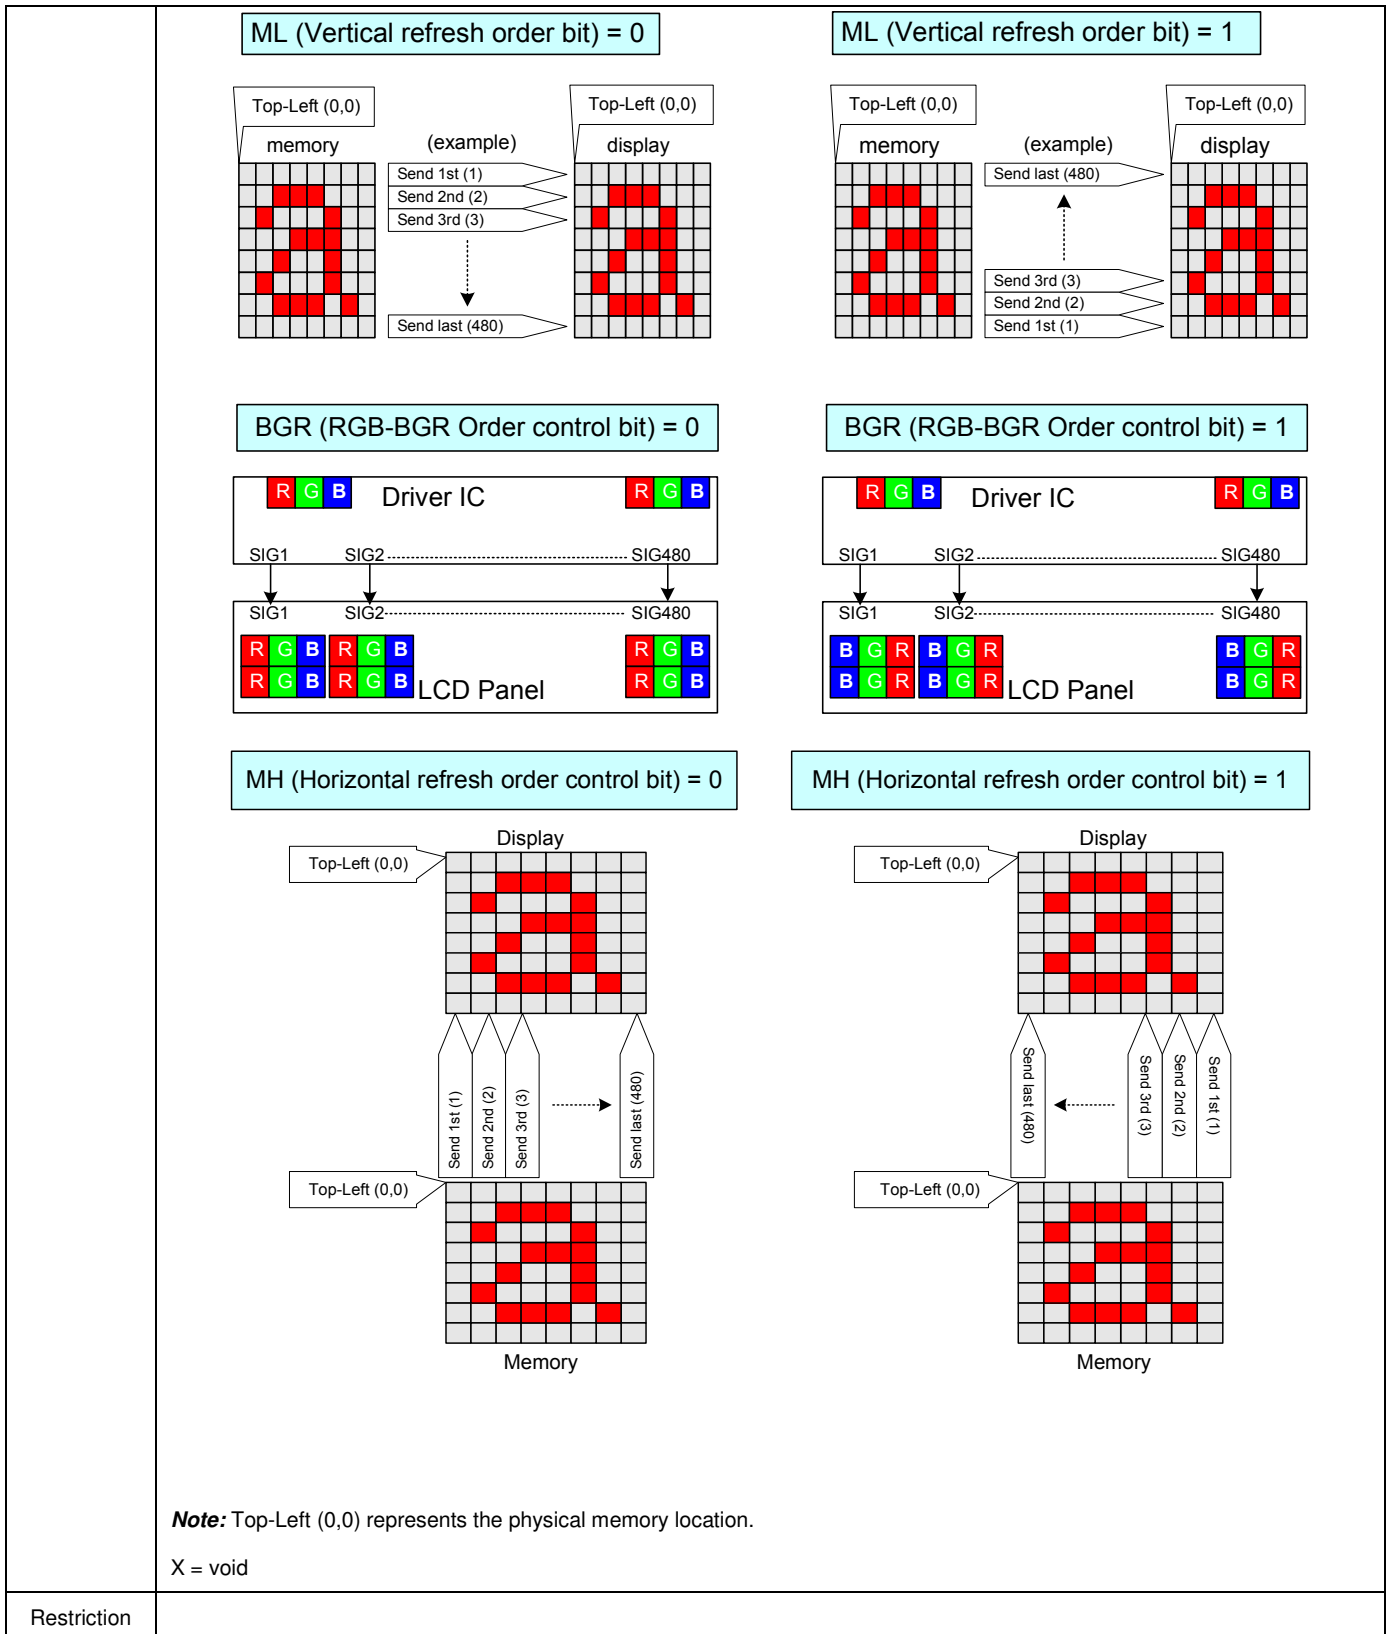 ML (Vertical refresh order bit) = 0
ML (Vertical refresh order bit) = 1
Top-Left (0,0)
Top-Left (0,0)
Top-Left (0,0)
Top-Left (0,0)
memory
(example)
display
memory
(example)
display
Send 1st (1)
Send 2nd (2)
Send 3rd (3)
Send last (480)
Send last (480)
Send 3rd (3)
Send 2nd (2)
Send 1st (1)
BGR (RGB-BGR Order control bit) = 0
BGR (RGB-BGR Order control bit) = 1
R G B Driver IC R G B
SIG1 SIG2 SIG480
SIG1 SIG2 SIG480
R G B R G B R G B
R G B R G B LCD Panel R G B
R G B Driver IC R G B
SIG1 SIG2 SIG480
SIG1 SIG2 SIG480
B G R B G R B G R
B G R B G R LCD Panel B G R
MH (Horizontal refresh order control bit) = 0
MH (Horizontal refresh order control bit) = 1
Display
Top-Left (0,0)
Send 1st (1)
Send 2nd (2)
Send 3rd (3)
Send last (480)
Top-Left (0,0)
Memory
Display
Top-Left (0,0)
Send last (480)
Send 3rd (3)
Send 2nd (2)
Send 1st (1)
Top-Left (0,0)
Memory
Note: Top-Left (0,0) represents the physical memory location.
X = void
Restriction